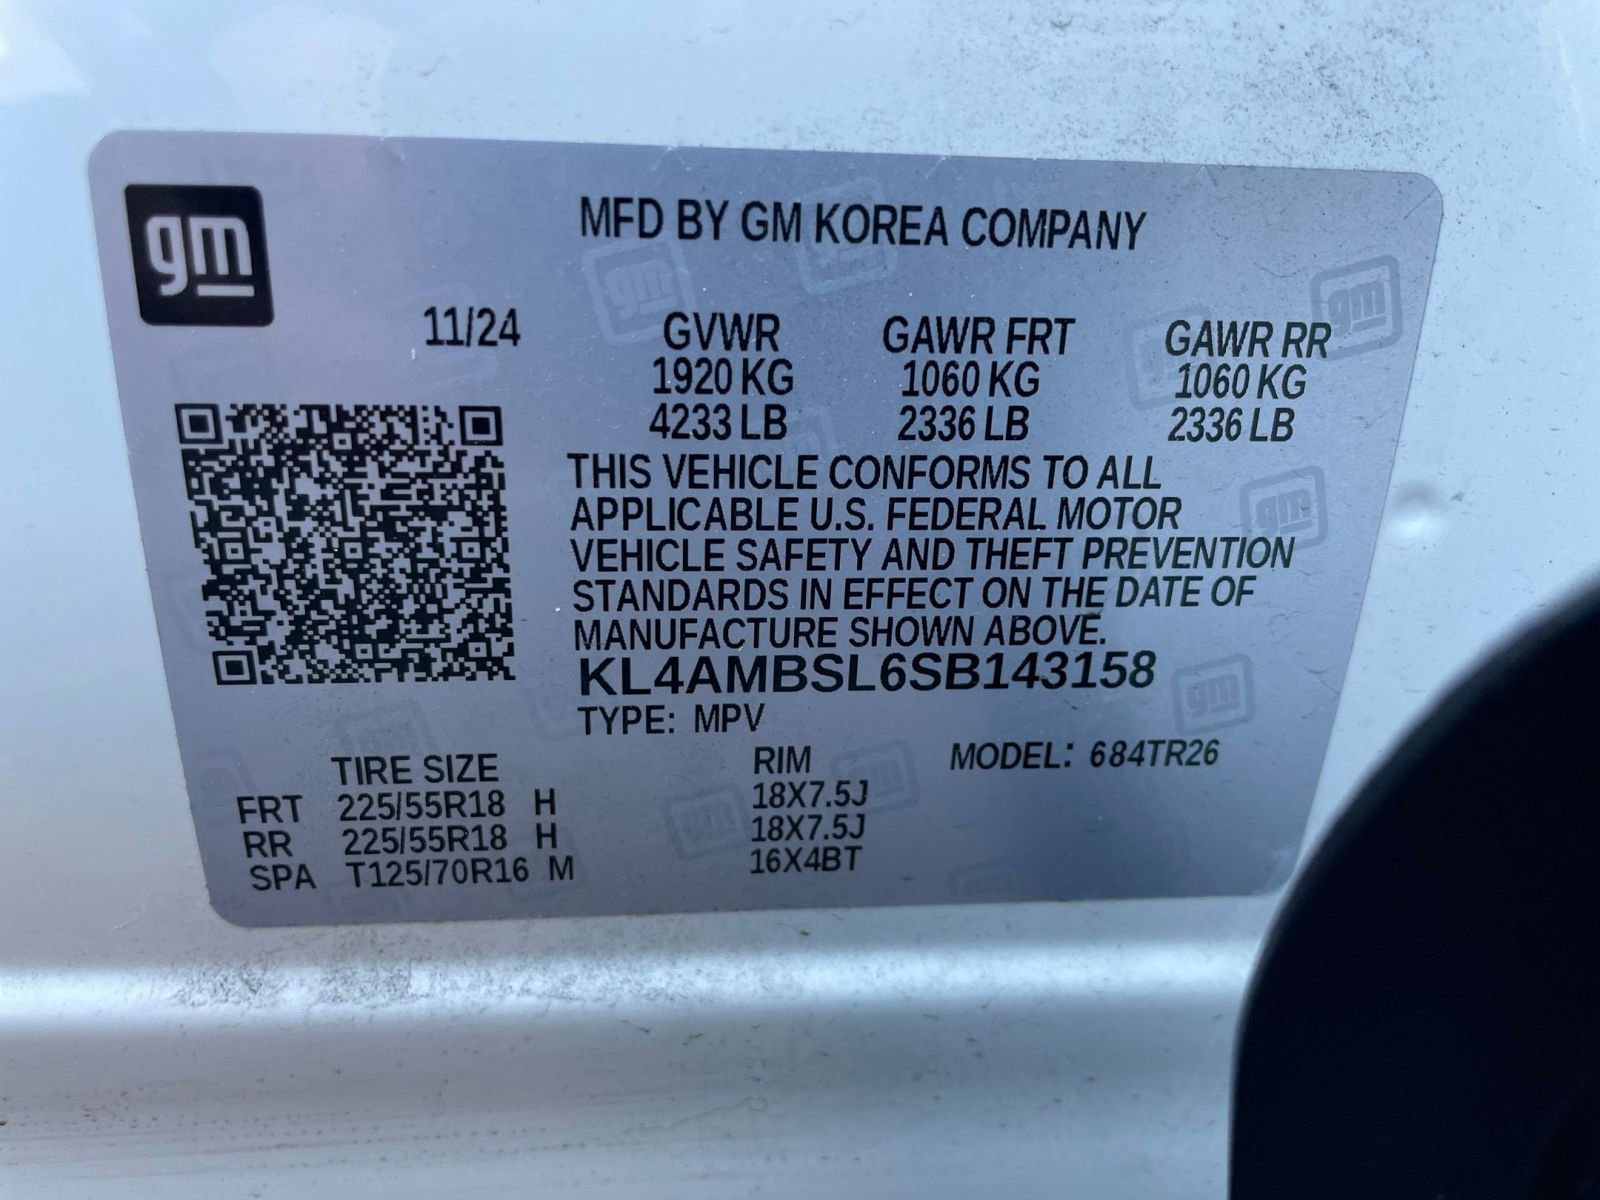 gm
MFD BY GM KOREA COMPANY
11/24 GVWR GAWR FRT GAWR RR
1920 KG 1060 KG 1060 KG
4233 LB 2336 LB 2336 LB
THIS VEHICLE CONFORMS TO ALL
APPLICABLE U.S. FEDERAL MOTOR
VEHICLE SAFETY AND THEFT PREVENTION
STANDARDS IN EFFECT ON THE DATE OF
MANUFACTURE SHOWN ABOVE.
KL4AMBSL6SB143158
TYPE: MPV
TIRE SIZE RIM MODEL: 684TR26
FRT 225/55R18 H 18X7.5J
RR 225/55R18 H 18X7.5J
SPA T125/70R16 M 16X4BT